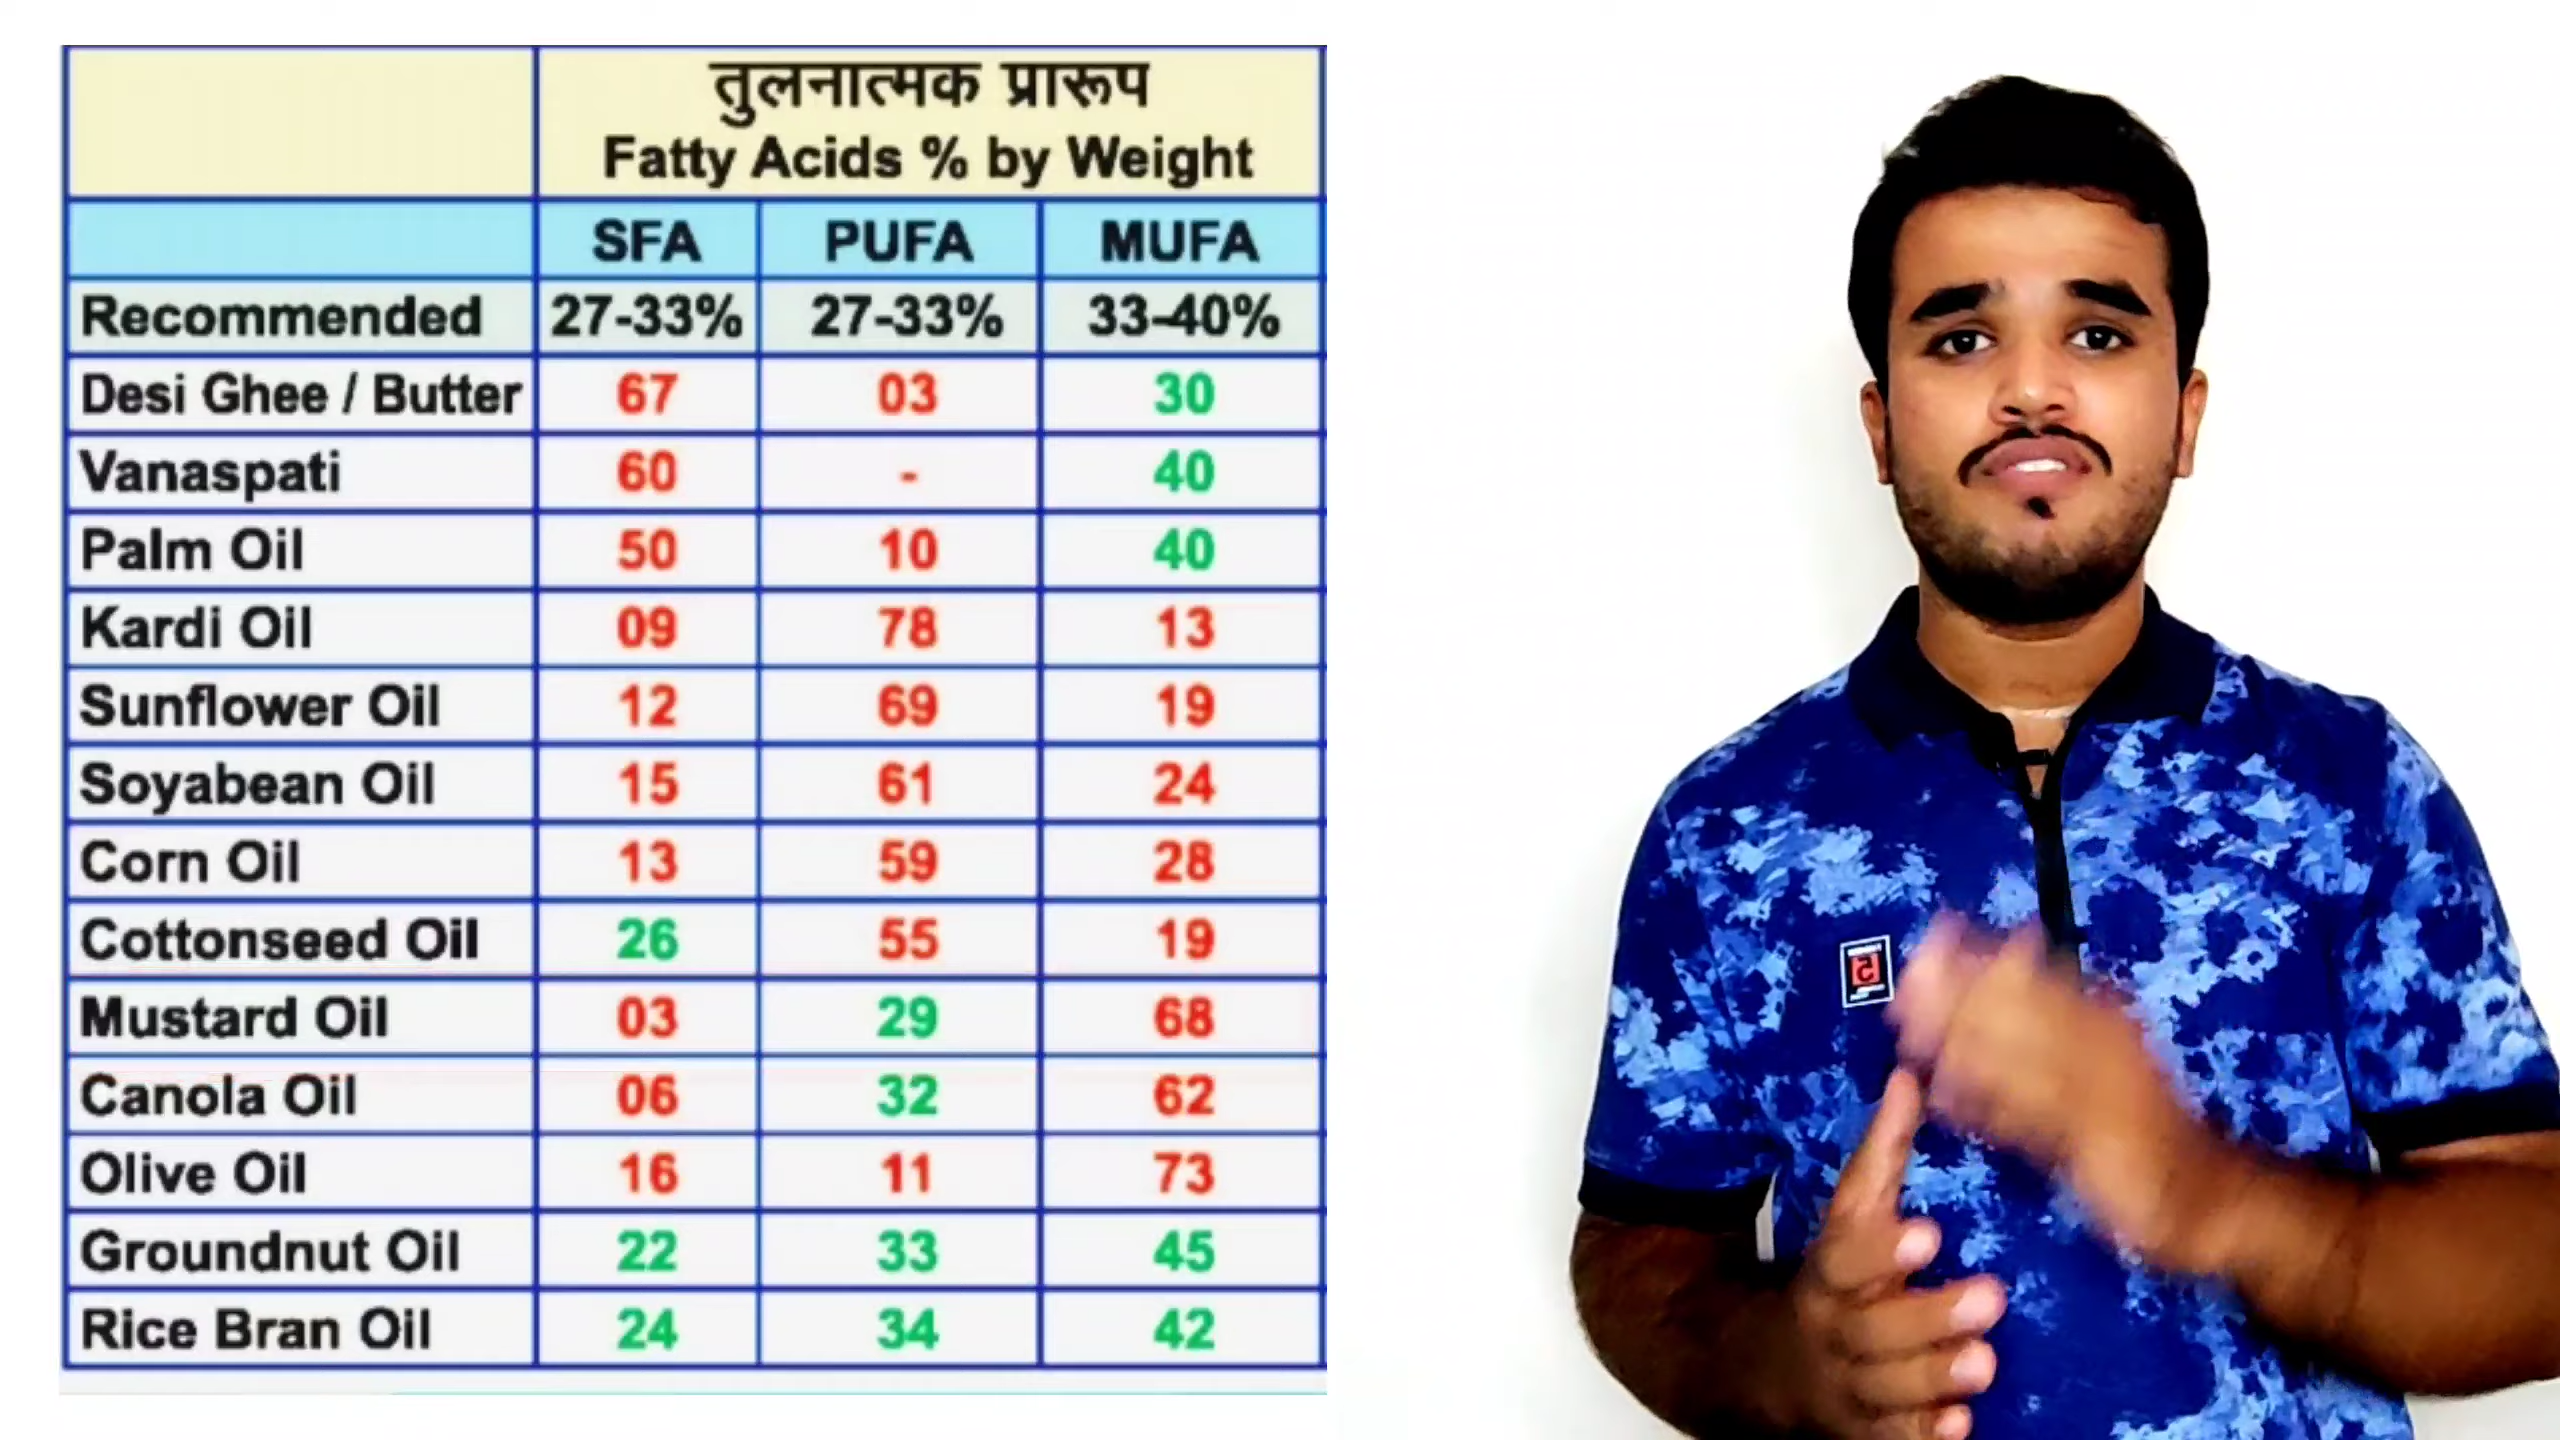 तुलनात्मक प्रारूप
Fatty Acids % by Weight
SFA PUFA MUFA
Recommended 27-33% 27-33% 33-40%
Desi Ghee / Butter 67 03 30
Vanaspati 60 - 40
Palm Oil 50 10 40
Kardi Oil 09 78 13
Sunflower Oil 12 69 19
Soyabean Oil 15 61 24
Corn Oil 13 59 28
Cottonseed Oil 26 55 19
Mustard Oil 03 29 68
Canola Oil 06 32 62
Olive Oil 16 11 73
Groundnut Oil 22 33 45
Rice Bran Oil 24 34 42